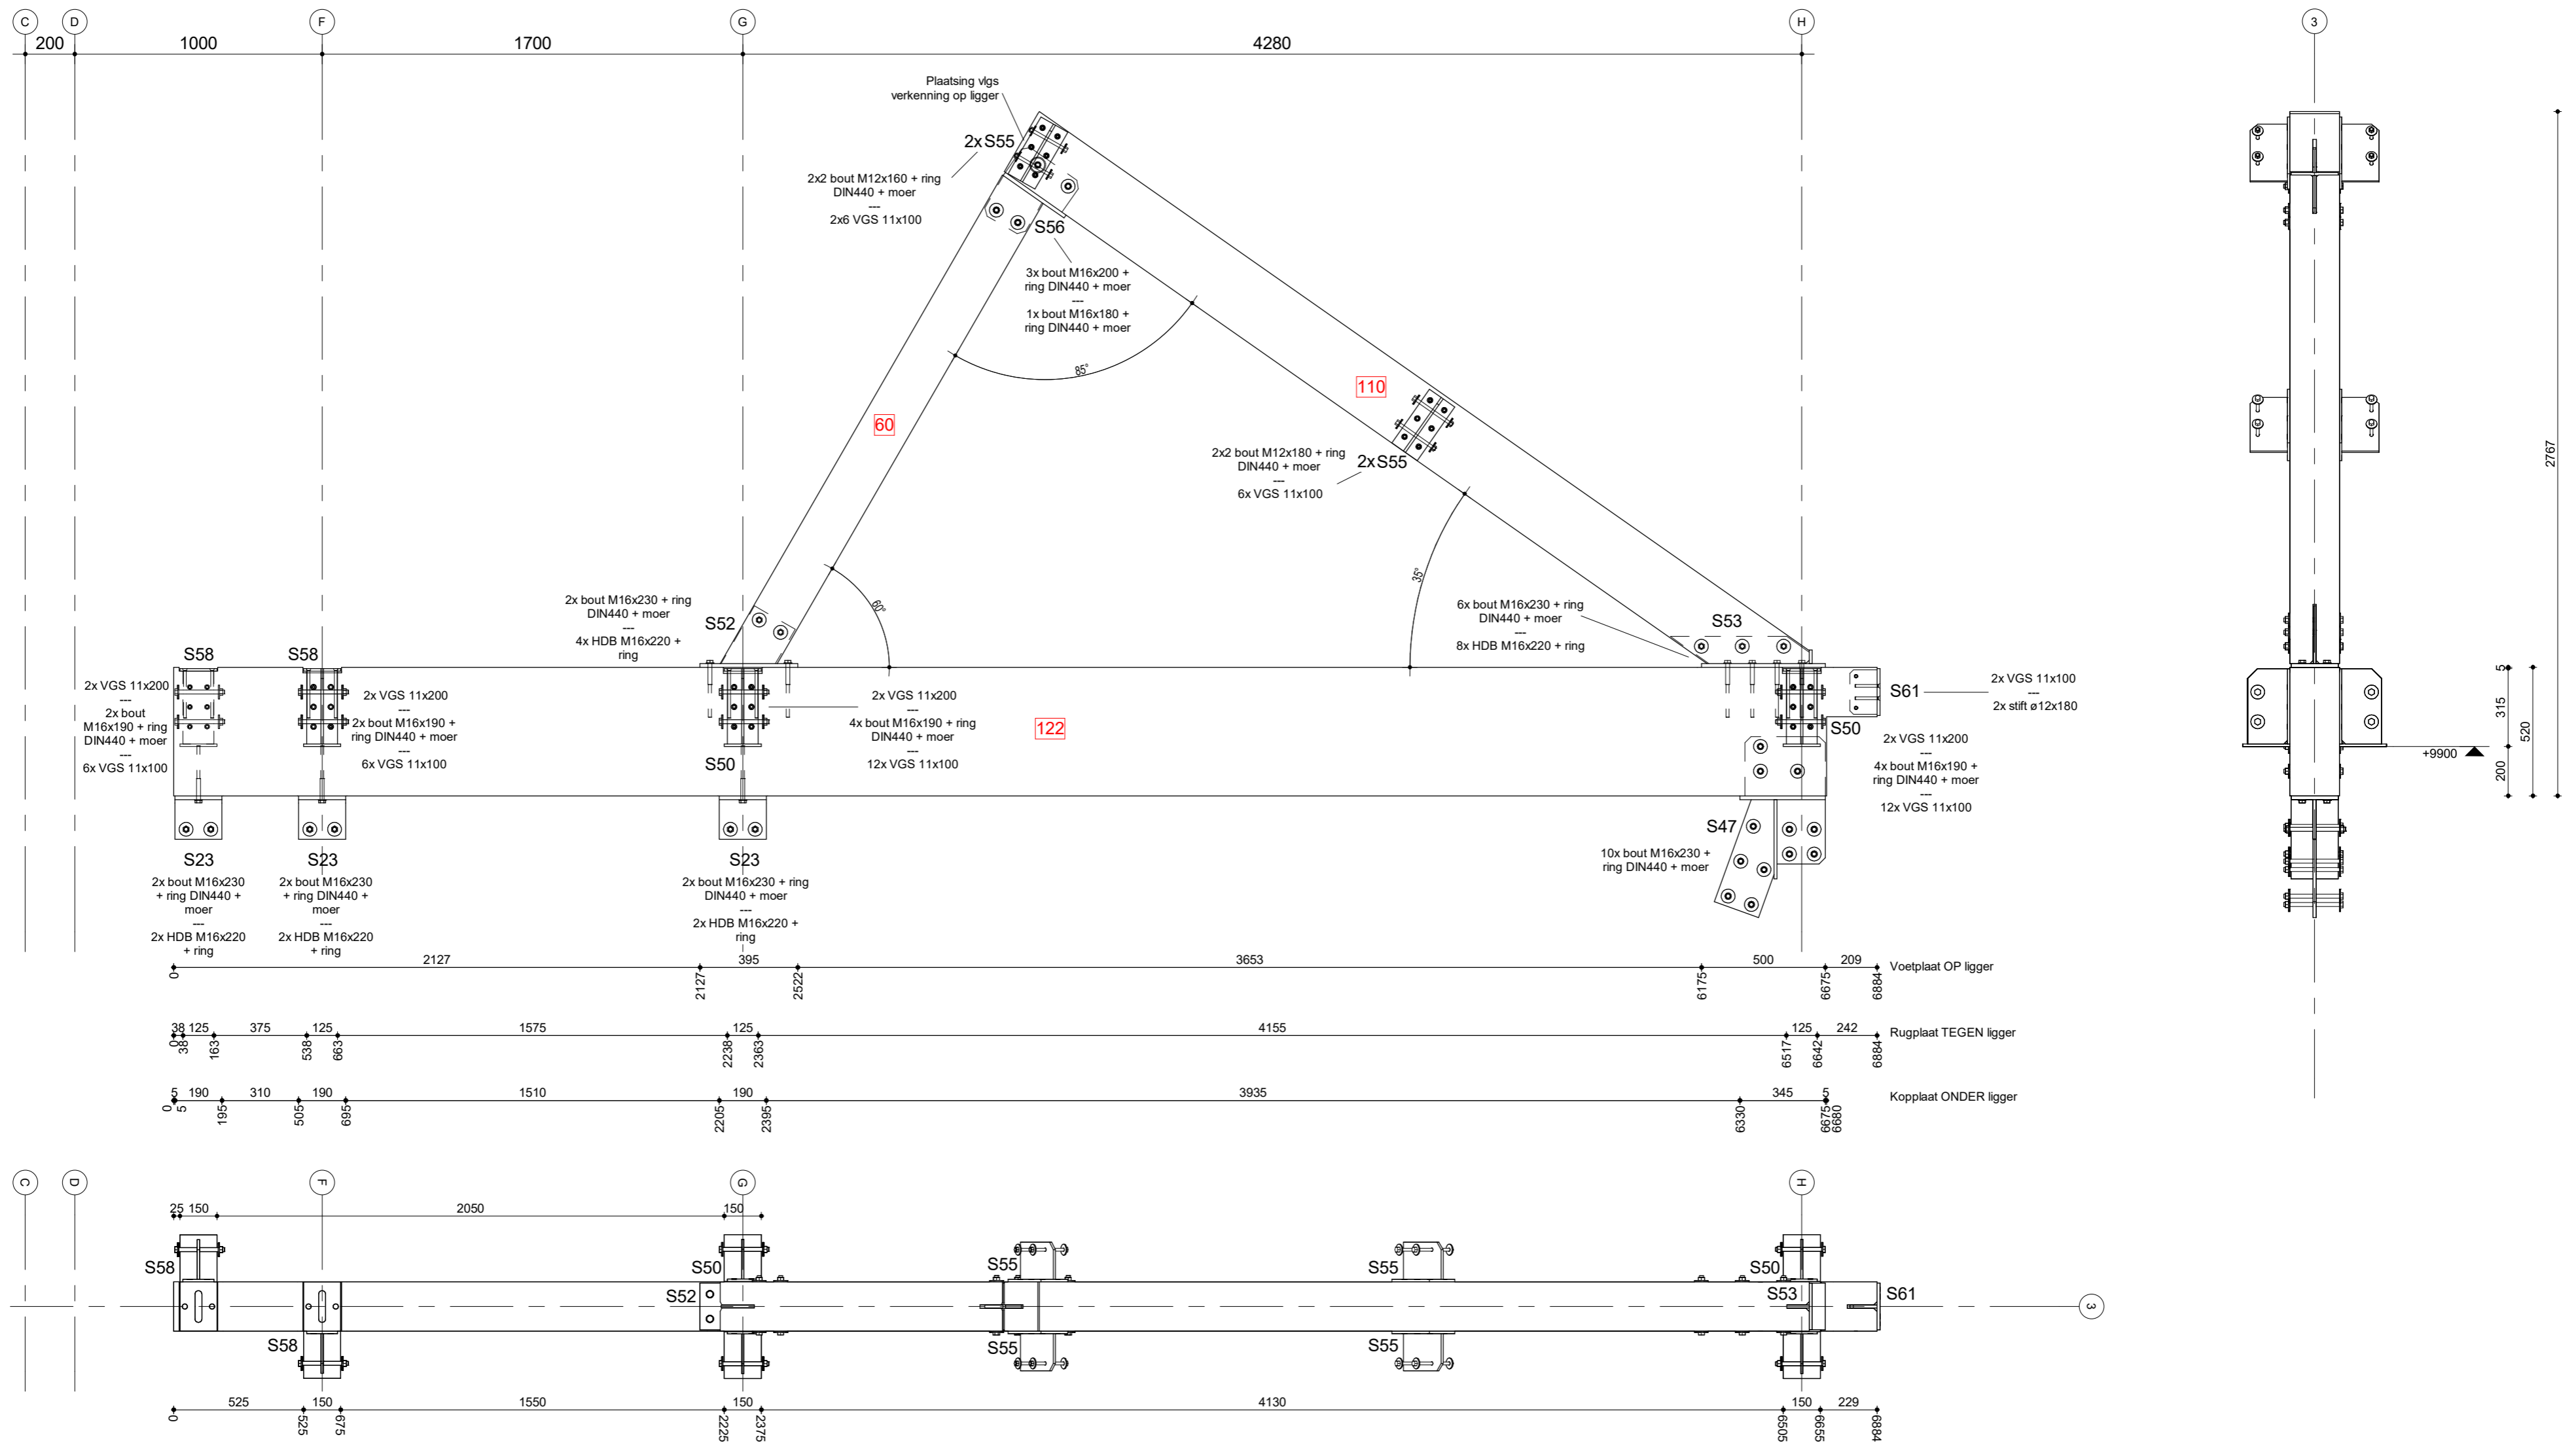 C
D
F
G
H
3
200
1000
1700
4280
Plaatsing vlgs
verkenning op ligger
2xS55
2x2 bout M12x160 + ring
DIN440 + moer
---
2x6 VGS 11x100
S56
3x bout M16x200 +
ring DIN440 + moer
---
1x bout M16x180 +
ring DIN440 + moer
85°
110
60
2x2 bout M12x180 + ring
DIN440 + moer
---
6x VGS 11x100
2xS55
2767
60°
35°
2x bout M16x230 + ring
DIN440 + moer
---
4x HDB M16x220 +
ring
S52
6x bout M16x230 + ring
DIN440 + moer
---
8x HDB M16x220 + ring
S53
S58
S58
2x VGS 11x200
---
2x bout
M16x190 + ring
DIN440 + moer
---
6x VGS 11x100
2x VGS 11x200
---
2x bout M16x190 +
ring DIN440 + moer
---
6x VGS 11x100
2x VGS 11x200
---
4x bout M16x190 + ring
DIN440 + moer
---
12x VGS 11x100
S50
122
S61
2x VGS 11x100
---
2x stift ø12x180
S50
2x VGS 11x200
---
4x bout M16x190 +
ring DIN440 + moer
---
12x VGS 11x100
5
315
520
200
+9900
S47
10x bout M16x230 +
ring DIN440 + moer
S23
2x bout M16x230
+ ring DIN440 +
moer
---
2x HDB M16x220
+ ring
S23
2x bout M16x230
+ ring DIN440 +
moer
---
2x HDB M16x220
+ ring
S23
2x bout M16x230 + ring
DIN440 + moer
---
2x HDB M16x220 +
ring
2127
395
3653
500
209
Voetplaat OP ligger
0
2127
2522
6175
6675
6884
38
125
375
125
1575
125
4155
125
242
Rugplaat TEGEN ligger
0
38
163
538
663
2238
2363
6517
6642
6884
5
190
310
190
1510
190
3935
345
5
Kopplaat ONDER ligger
0
5
195
505
695
2205
2395
6330
6675
6680
C
D
F
G
H
25
150
2050
150
S58
S50
S55
S55
S50
S52
S53
S61
3
S58
S55
S55
525
150
1550
150
4130
150
229
0
525
675
2225
2375
6505
6655
6884